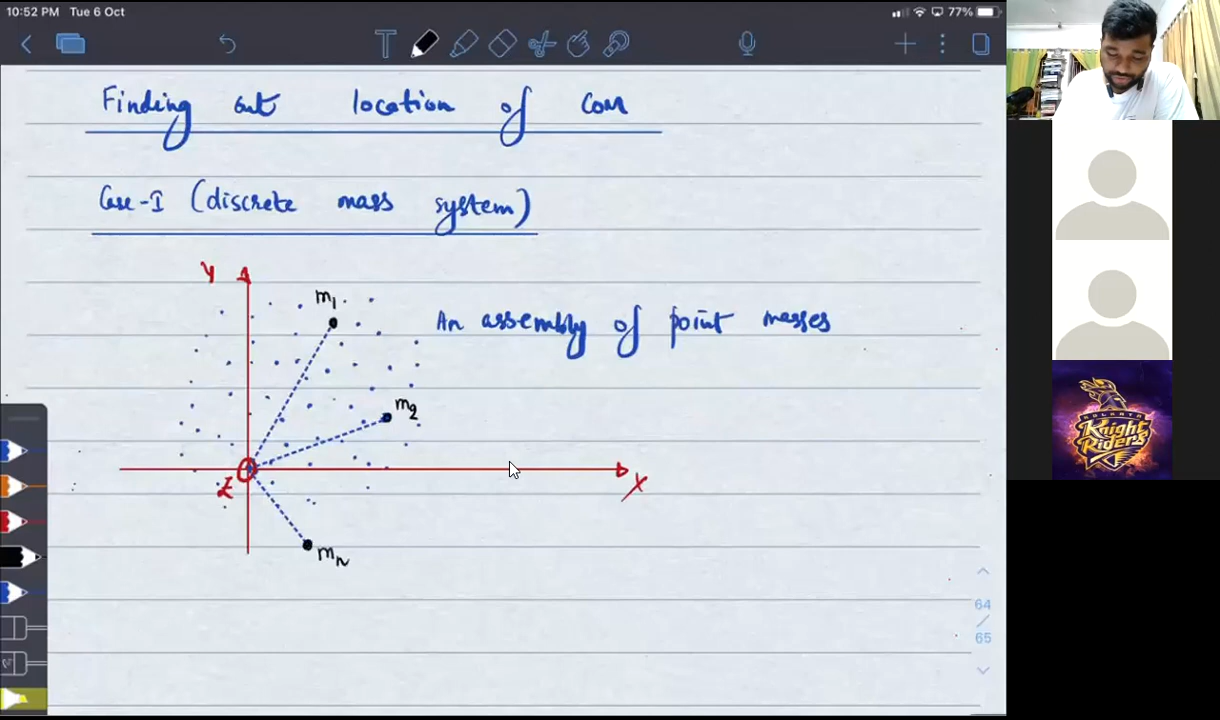 10:52 PM Tue 6 Oct
77%
Finding out location of COM
Case-I (discrete mass system)
Y
m1
An assembly of point masses
m2
Z
X
mn
64
/
65
KOLKATA
Knight
Riders